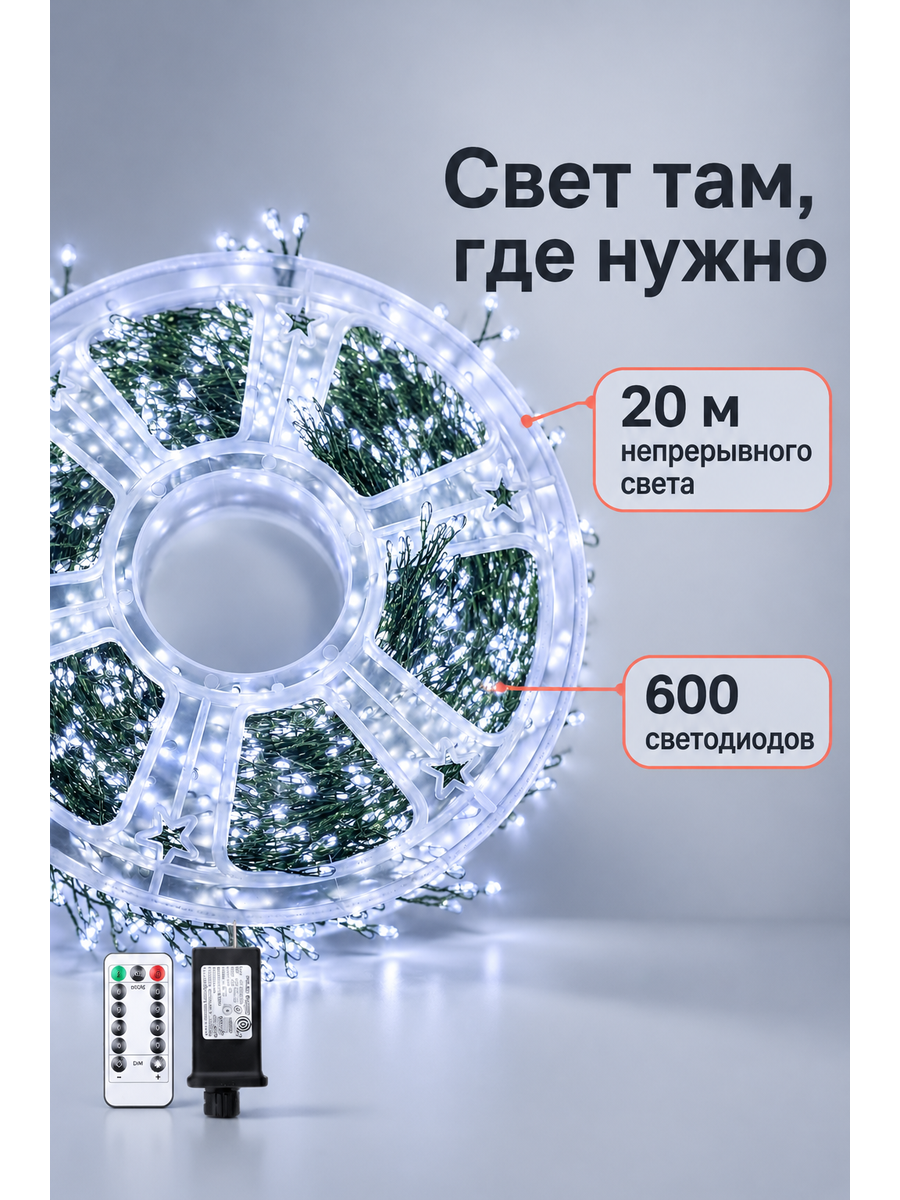 Свет там,
где нужно
20 м
непрерывного
света
600
светодиодов
DIM
- +